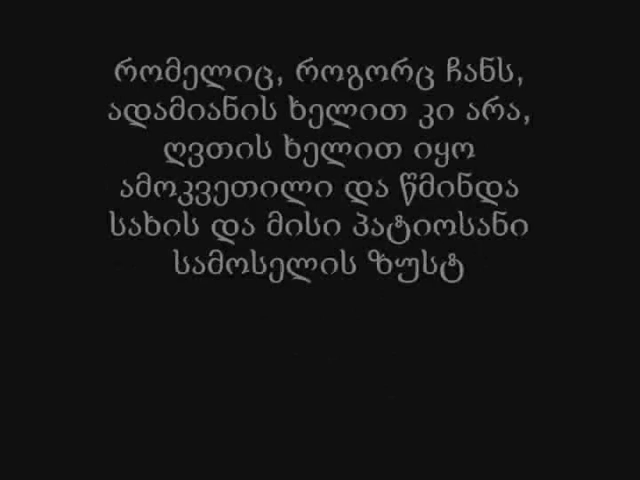 რომელიც, როგორც ჩანს,
ადამიანის ხელით კი არა,
ღვთის ხელით იყო
ამოკვეთილი და წმინდა
სახის და მისი პატიოსანი
სამოსელის ზუსტ